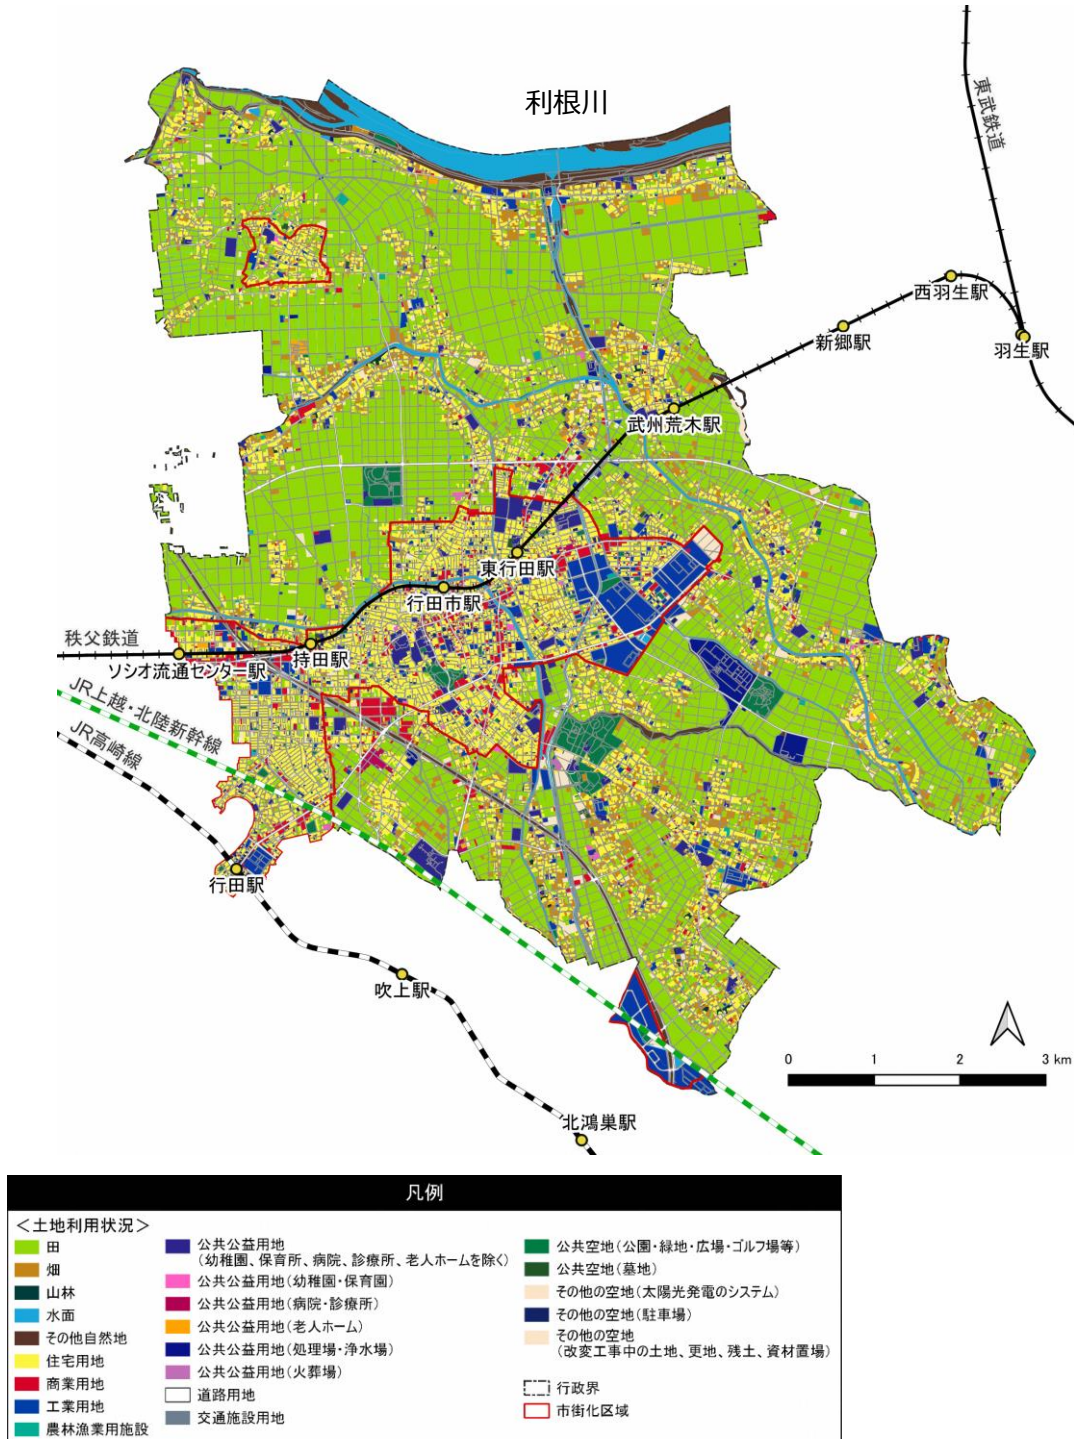 利根川
東武鉄道
西羽生駅
新郷駅
羽生駅
武州荒木駅
東行田駅
行田市駅
秩父鉄道
持田駅
ソシオ流通センター駅
JR上越・北陸新幹線
JR高崎線
行田駅
吹上駅
北鴻巣駅
0 1 2 3 km
凡例
＜土地利用状況＞
田
畑
山林
水面
その他自然地
住宅用地
商業用地
工業用地
農林漁業用施設
公共公益用地
(幼稚園、保育所、病院、診療所、老人ホームを除く)
公共公益用地(幼稚園・保育園)
公共公益用地(病院・診療所)
公共公益用地(老人ホーム)
公共公益用地(処理場・浄水場)
公共公益用地(火葬場)
道路用地
交通施設用地
公共空地(公園・緑地・広場・ゴルフ場等)
公共空地(墓地)
その他の空地(太陽光発電のシステム)
その他の空地(駐車場)
その他の空地
(改変工事中の土地、更地、残土、資材置場)
行政界
市街化区域